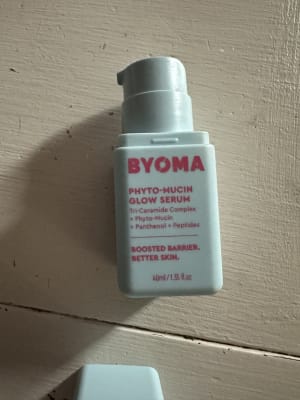 BYOMA
PHYTO-MUCIN
GLOW SERUM
Tri-Ceramide Complex
+ Phyto-Mucin
+ Panthenol + Peptides
BOOSTED BARRIER.
BETTER SKIN.
40ml / 1.35 fl.oz